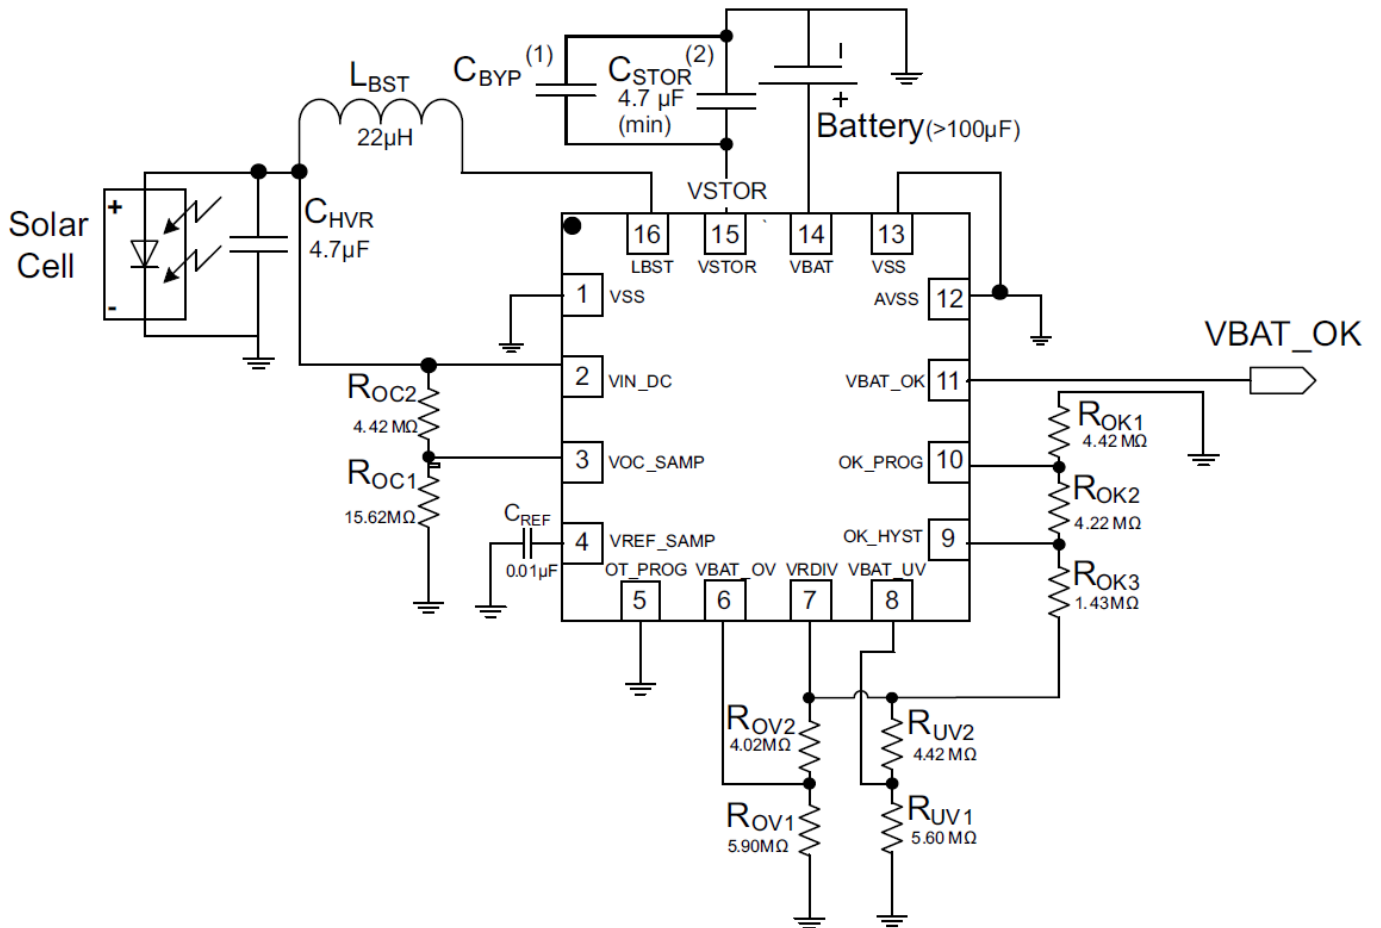 (1)
(2)
CBYP
CSTOR
4.7 µF
(min)
LBST
22µH
-
+
Battery(>100µF)
VSTOR
Solar
Cell
+
-
CHVR
4.7µF
16
15
14
13
LBST
VSTOR
VBAT
VSS
1
VSS
AVSS
12
VBAT_OK
2
VIN_DC
VBAT_OK
11
ROC2
4.42 MΩ
ROK1
4.42 MΩ
3
VOC_SAMP
OK_PROG
10
ROC1
15.62MΩ
ROK2
4.22 MΩ
CREF
0.01µF
4
VREF_SAMP
OK_HYST
9
OT_PROG
VBAT_OV
VRDIV
VBAT_UV
ROK3
1.43MΩ
5
6
7
8
ROV2
4.02MΩ
RUV2
4.42 MΩ
ROV1
5.90MΩ
RUV1
5.60 MΩ